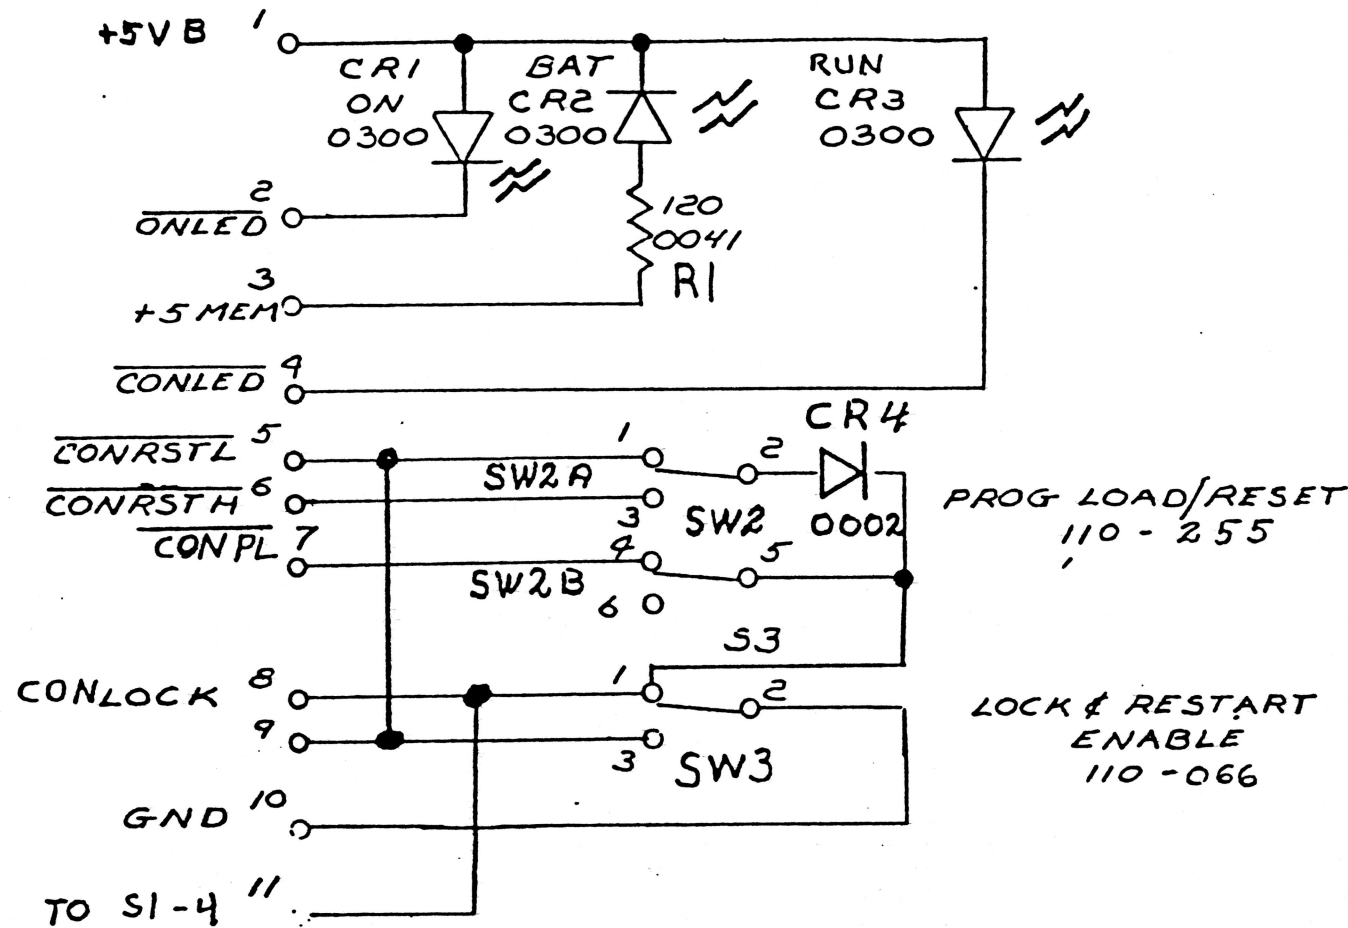 +5VB 1
CR1
ON
0300
BAT
CR2
0300
RUN
CR3
0300
2
ONLED
120
0041
R1
3
+5 MEM
CONLED 4
CR4
0002
CONRSTL 5
CONRSTH 6
CONPL 7
1
SW2A
3
2
SW2
4
SW2B
5
6
PROG LOAD/RESET
110-255
S3
CONLOCK 8
9
1
2
3
SW3
LOCK & RESTART
ENABLE
110-066
GND 10
TO S1-4 11